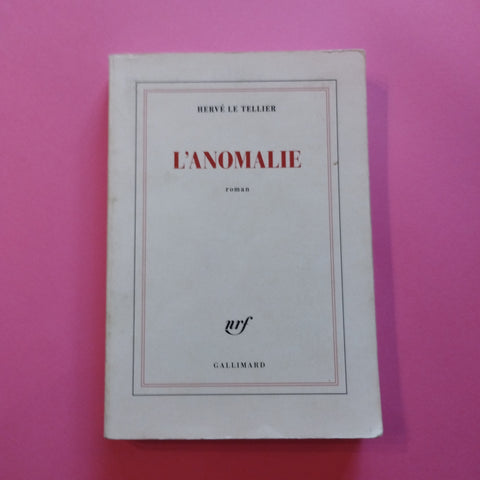 HERVÉ LE TELLIER
L'ANOMALIE
roman
nrf
GALLIMARD